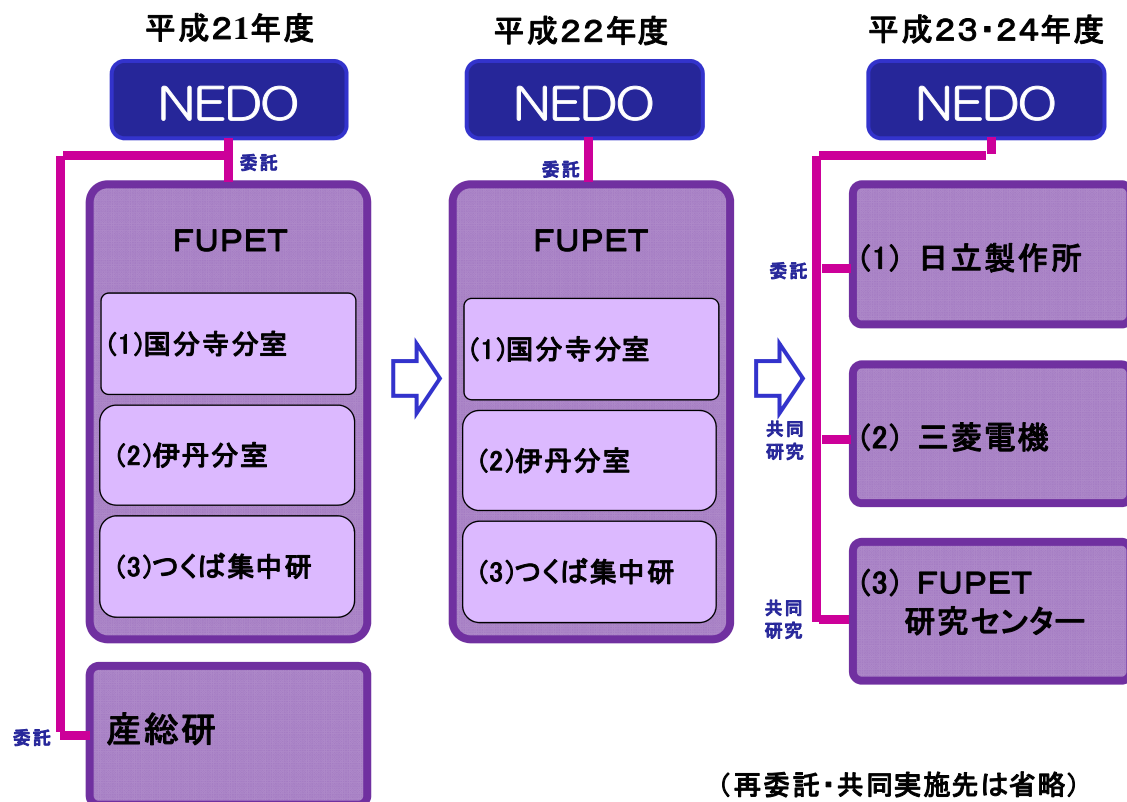 平成21年度
NEDO
委託
FUPET
(1)国分寺分室
(2)伊丹分室
(3)つくば集中研
委託
産総研
平成22年度
NEDO
委託
FUPET
(1)国分寺分室
(2)伊丹分室
(3)つくば集中研
平成23・24年度
NEDO
委託
(1) 日立製作所
共同
研究
(2) 三菱電機
共同
研究
(3) FUPET
研究センター
(再委託・共同実施先は省略)